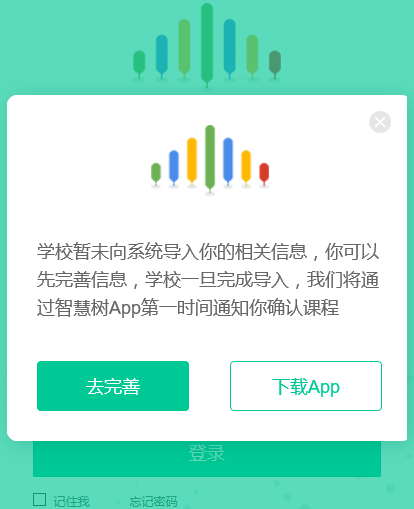 学校暂未向系统导入你的相关信息，你可以
先完善信息，学校一旦完成导入，我们将通
过智慧树App第一时间通知你确认课程
去完善
下载App
登录
记住我
忘记密码